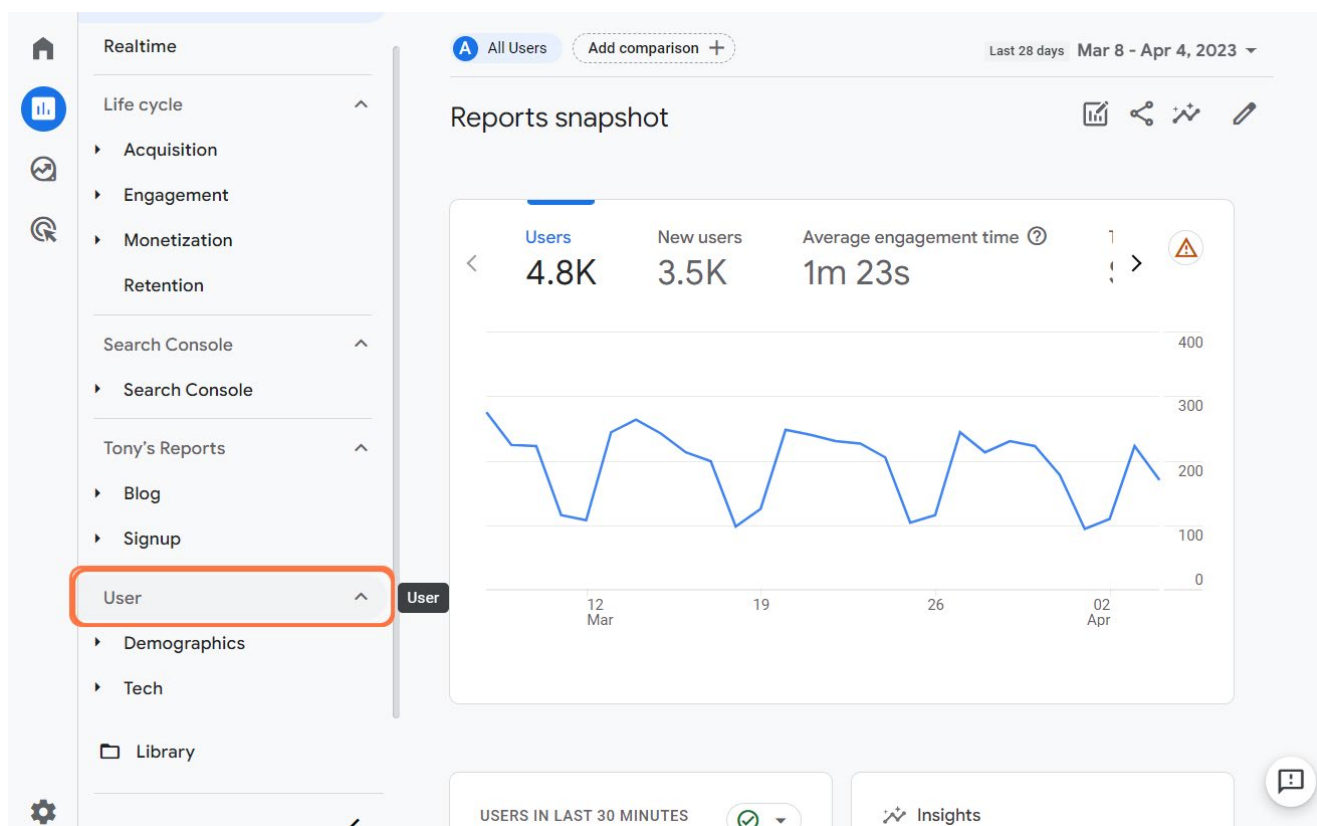 Realtime
Life cycle
Acquisition
Engagement
Monetization
Retention
Search Console
Search Console
Tony's Reports
Blog
Signup
User
User
Demographics
Tech
Library
A All Users Add comparison +
Last 28 days Mar 8 - Apr 4, 2023
Reports snapshot
Users New users Average engagement time
4.8K 3.5K 1m 23s
400
300
200
100
0
12 19 26 02
Mar Apr
USERS IN LAST 30 MINUTES
Insights